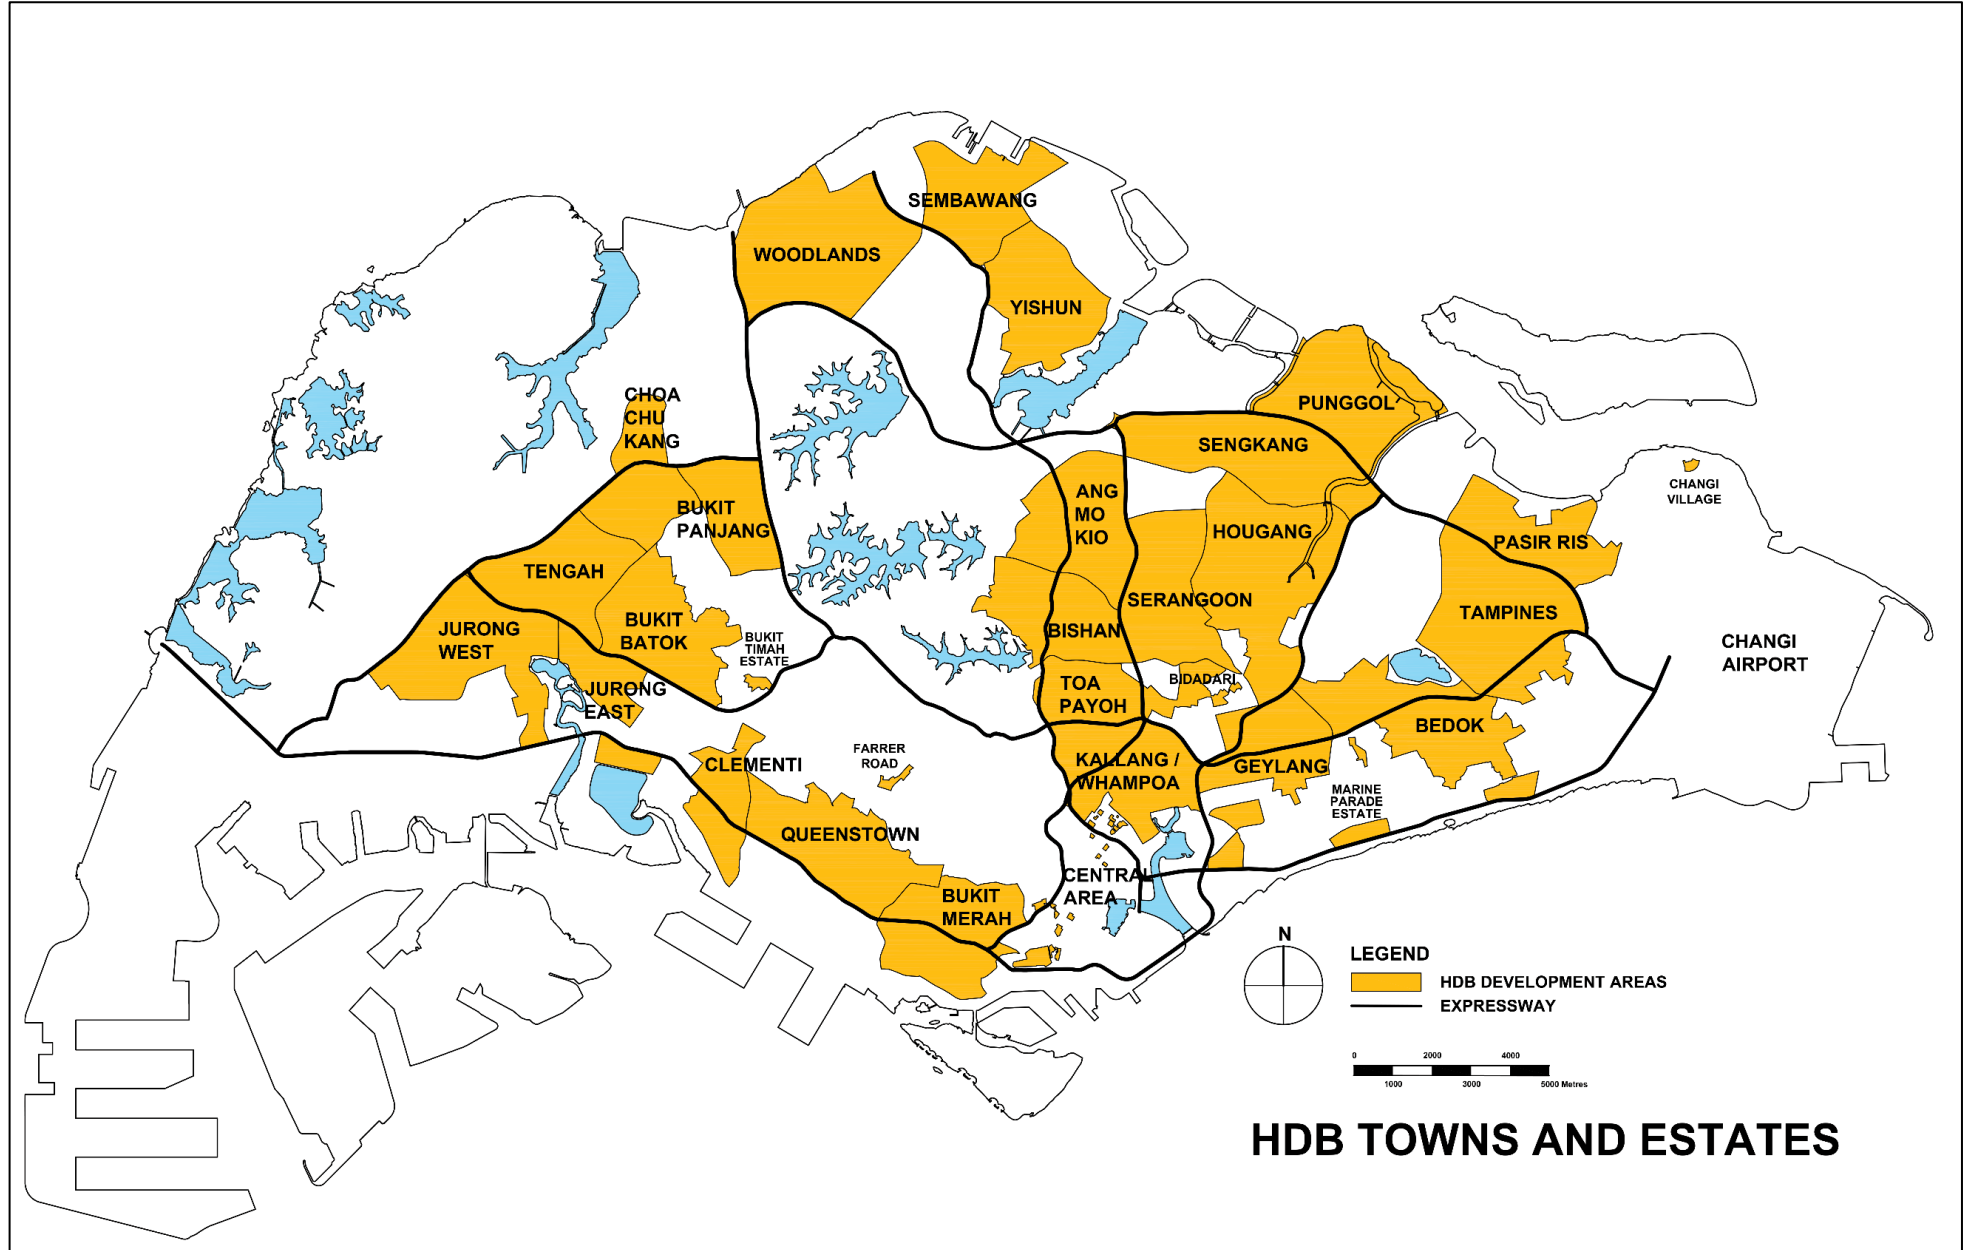 SEMBAWANG
WOODLANDS
YISHUN
CHOA
CHU
KANG
PUNGGOL
SENGKANG
CHANGI
VILLAGE
ANG
MO
KIO
BUKIT
PANJANG
HOUGANG
PASIR RIS
TENGAH
SERANGOON
TAMPINES
JURONG
WEST
BUKIT
BATOK
BISHAN
BUKIT
TIMAH
ESTATE
CHANGI
AIRPORT
JURONG
EAST
TOA
PAYOH
BIDADARI
BEDOK
CLEMENTI
FARRER
ROAD
KALLANG /
WHAMPOA
GEYLANG
MARINE
PARADE
ESTATE
QUEENSTOWN
CENTRAL
AREA
BUKIT
MERAH
N
LEGEND
HDB DEVELOPMENT AREAS
EXPRESSWAY
0 2000 4000
1000 3000 5000 Metres
HDB TOWNS AND ESTATES